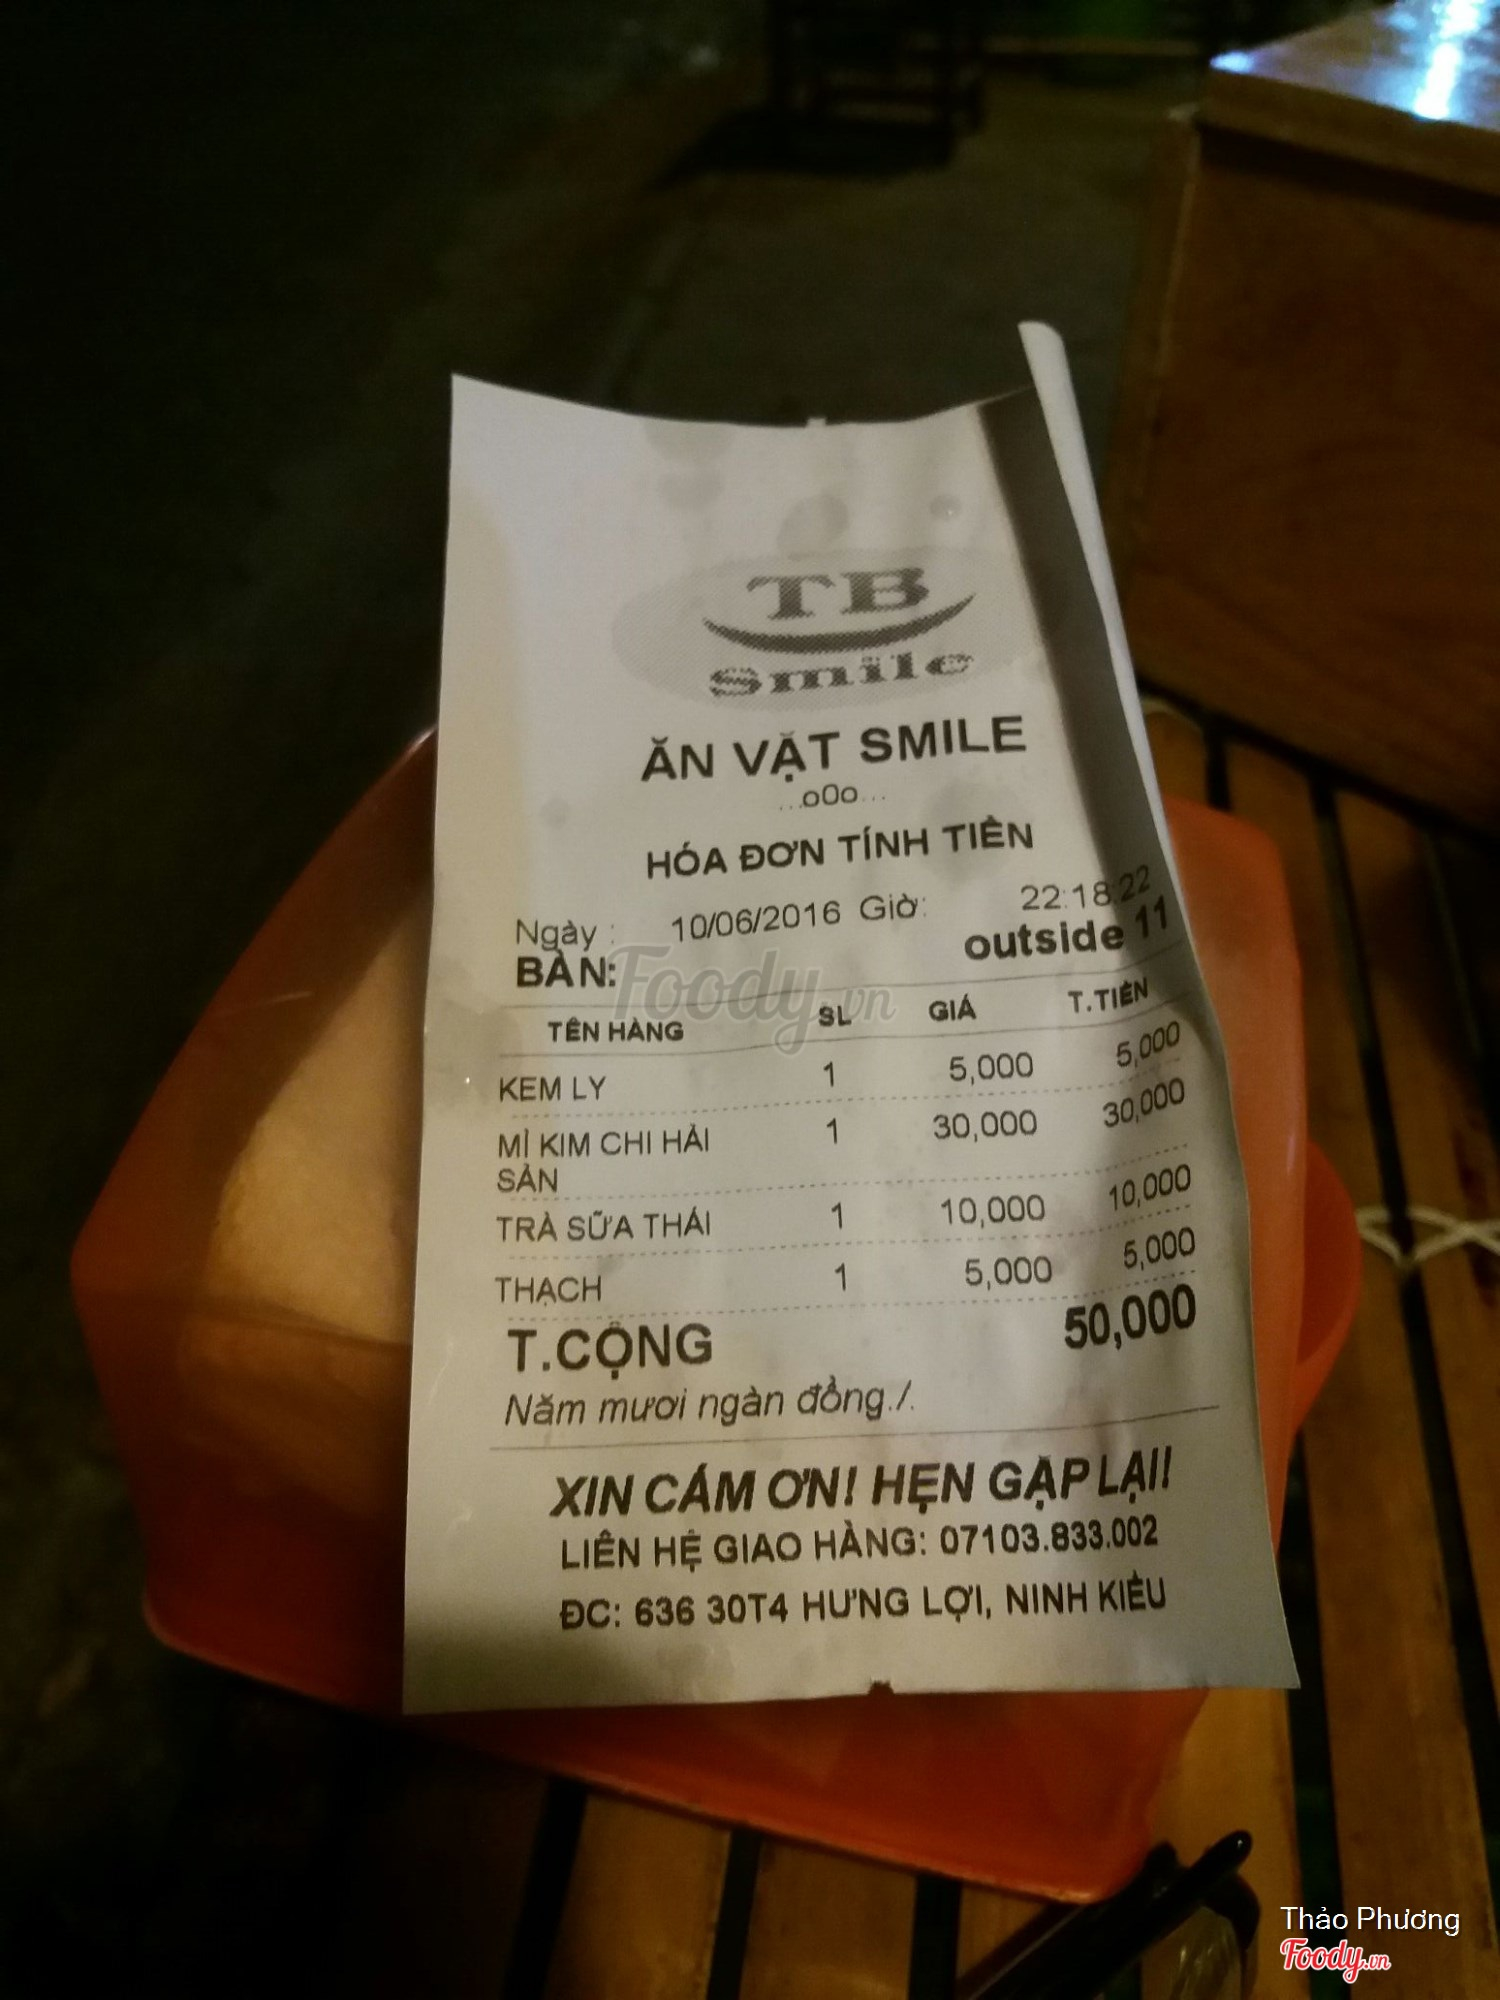 TB
Smile
ĂN VẶT SMILE
...oOo...
HÓA ĐƠN TÍNH TIỀN
Ngày : 10/06/2016 Giờ: 22:18:22
BÀN: outside 11
TÊN HÀNG SL GIÁ T.TIỀN
KEM LY 1 5,000 5,000
MÌ KIM CHI HẢI 1 30,000 30,000
SẢN
TRÀ SỮA THÁI 1 10,000 10,000
THẠCH 1 5,000 5,000
T.CỘNG 50,000
Năm mươi ngàn đồng./.
XIN CÁM ƠN! HẸN GẶP LẠI!
LIÊN HỆ GIAO HÀNG: 07103.833.002
ĐC: 636 30T4 HƯNG LỢI, NINH KIỀU
Foody.vn
Thảo Phương
Foody.vn